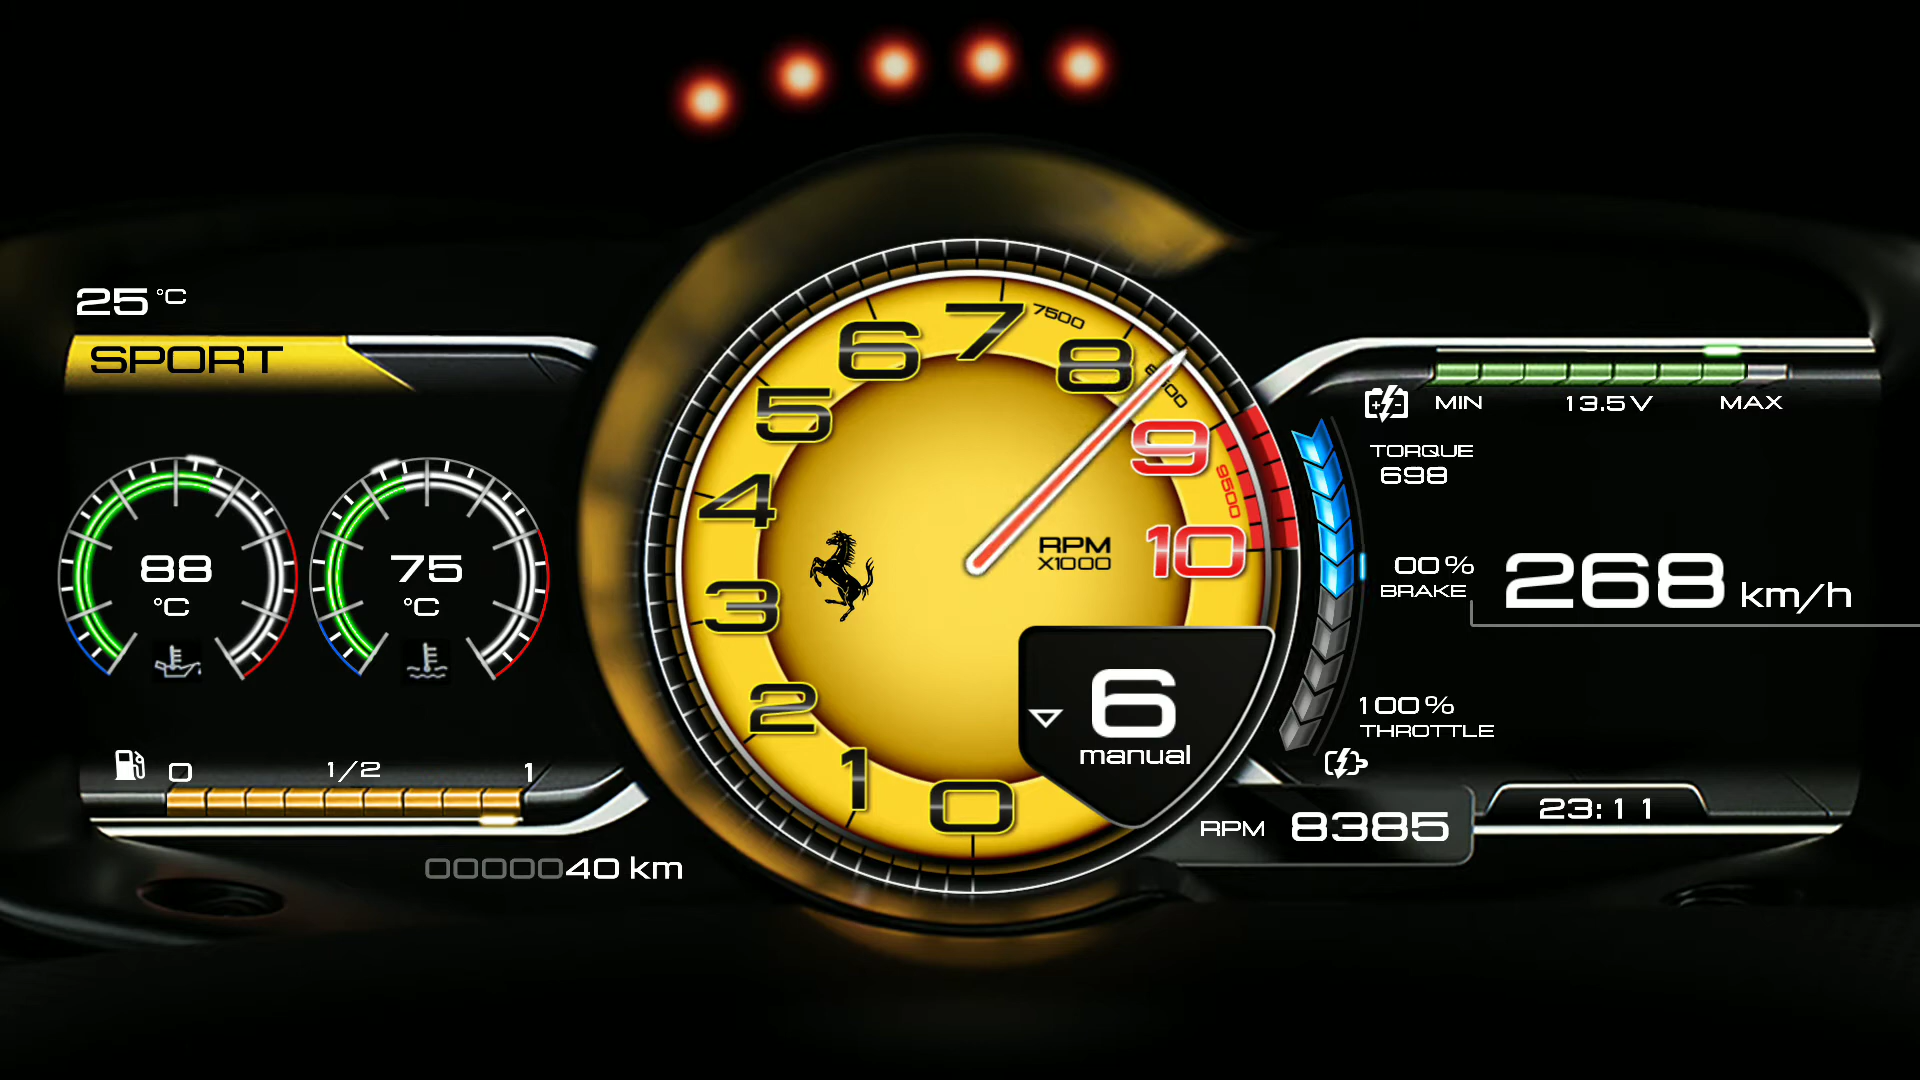 25 °C
SPORT
88
°C
75
°C
0 1/2 1
0000040 km
0
1
2
3
4
5
6
7
7500
8
9
9500
10
RPM
X1000
6
manual
MIN 13.5 V MAX
TORQUE
698
00 %
BRAKE
268 km/h
100 %
THROTTLE
RPM 8385
23:11